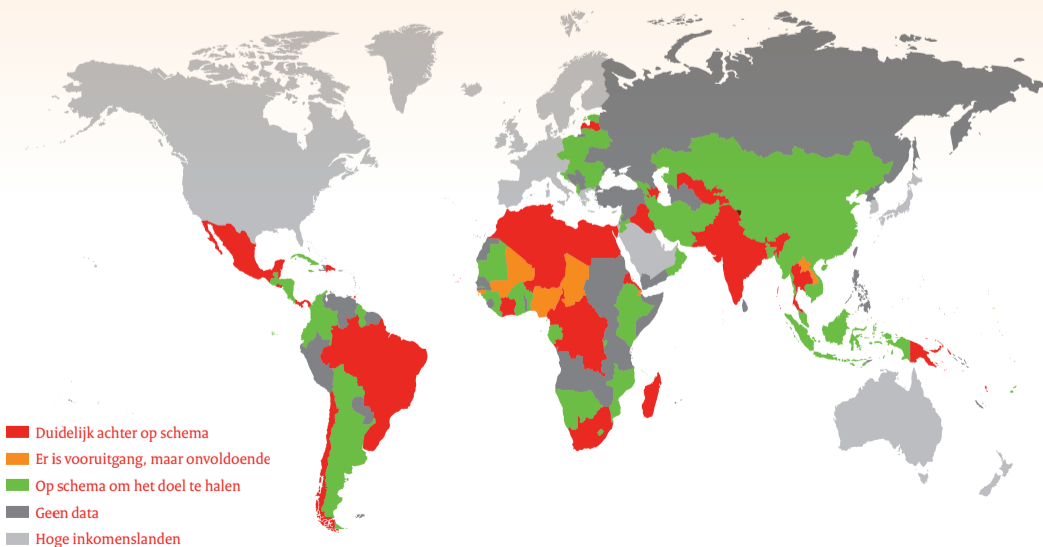 Duidelijk achter op schema
Er is vooruitgang, maar onvoldoende
Op schema om het doel te halen
Geen data
Hoge inkomenslanden